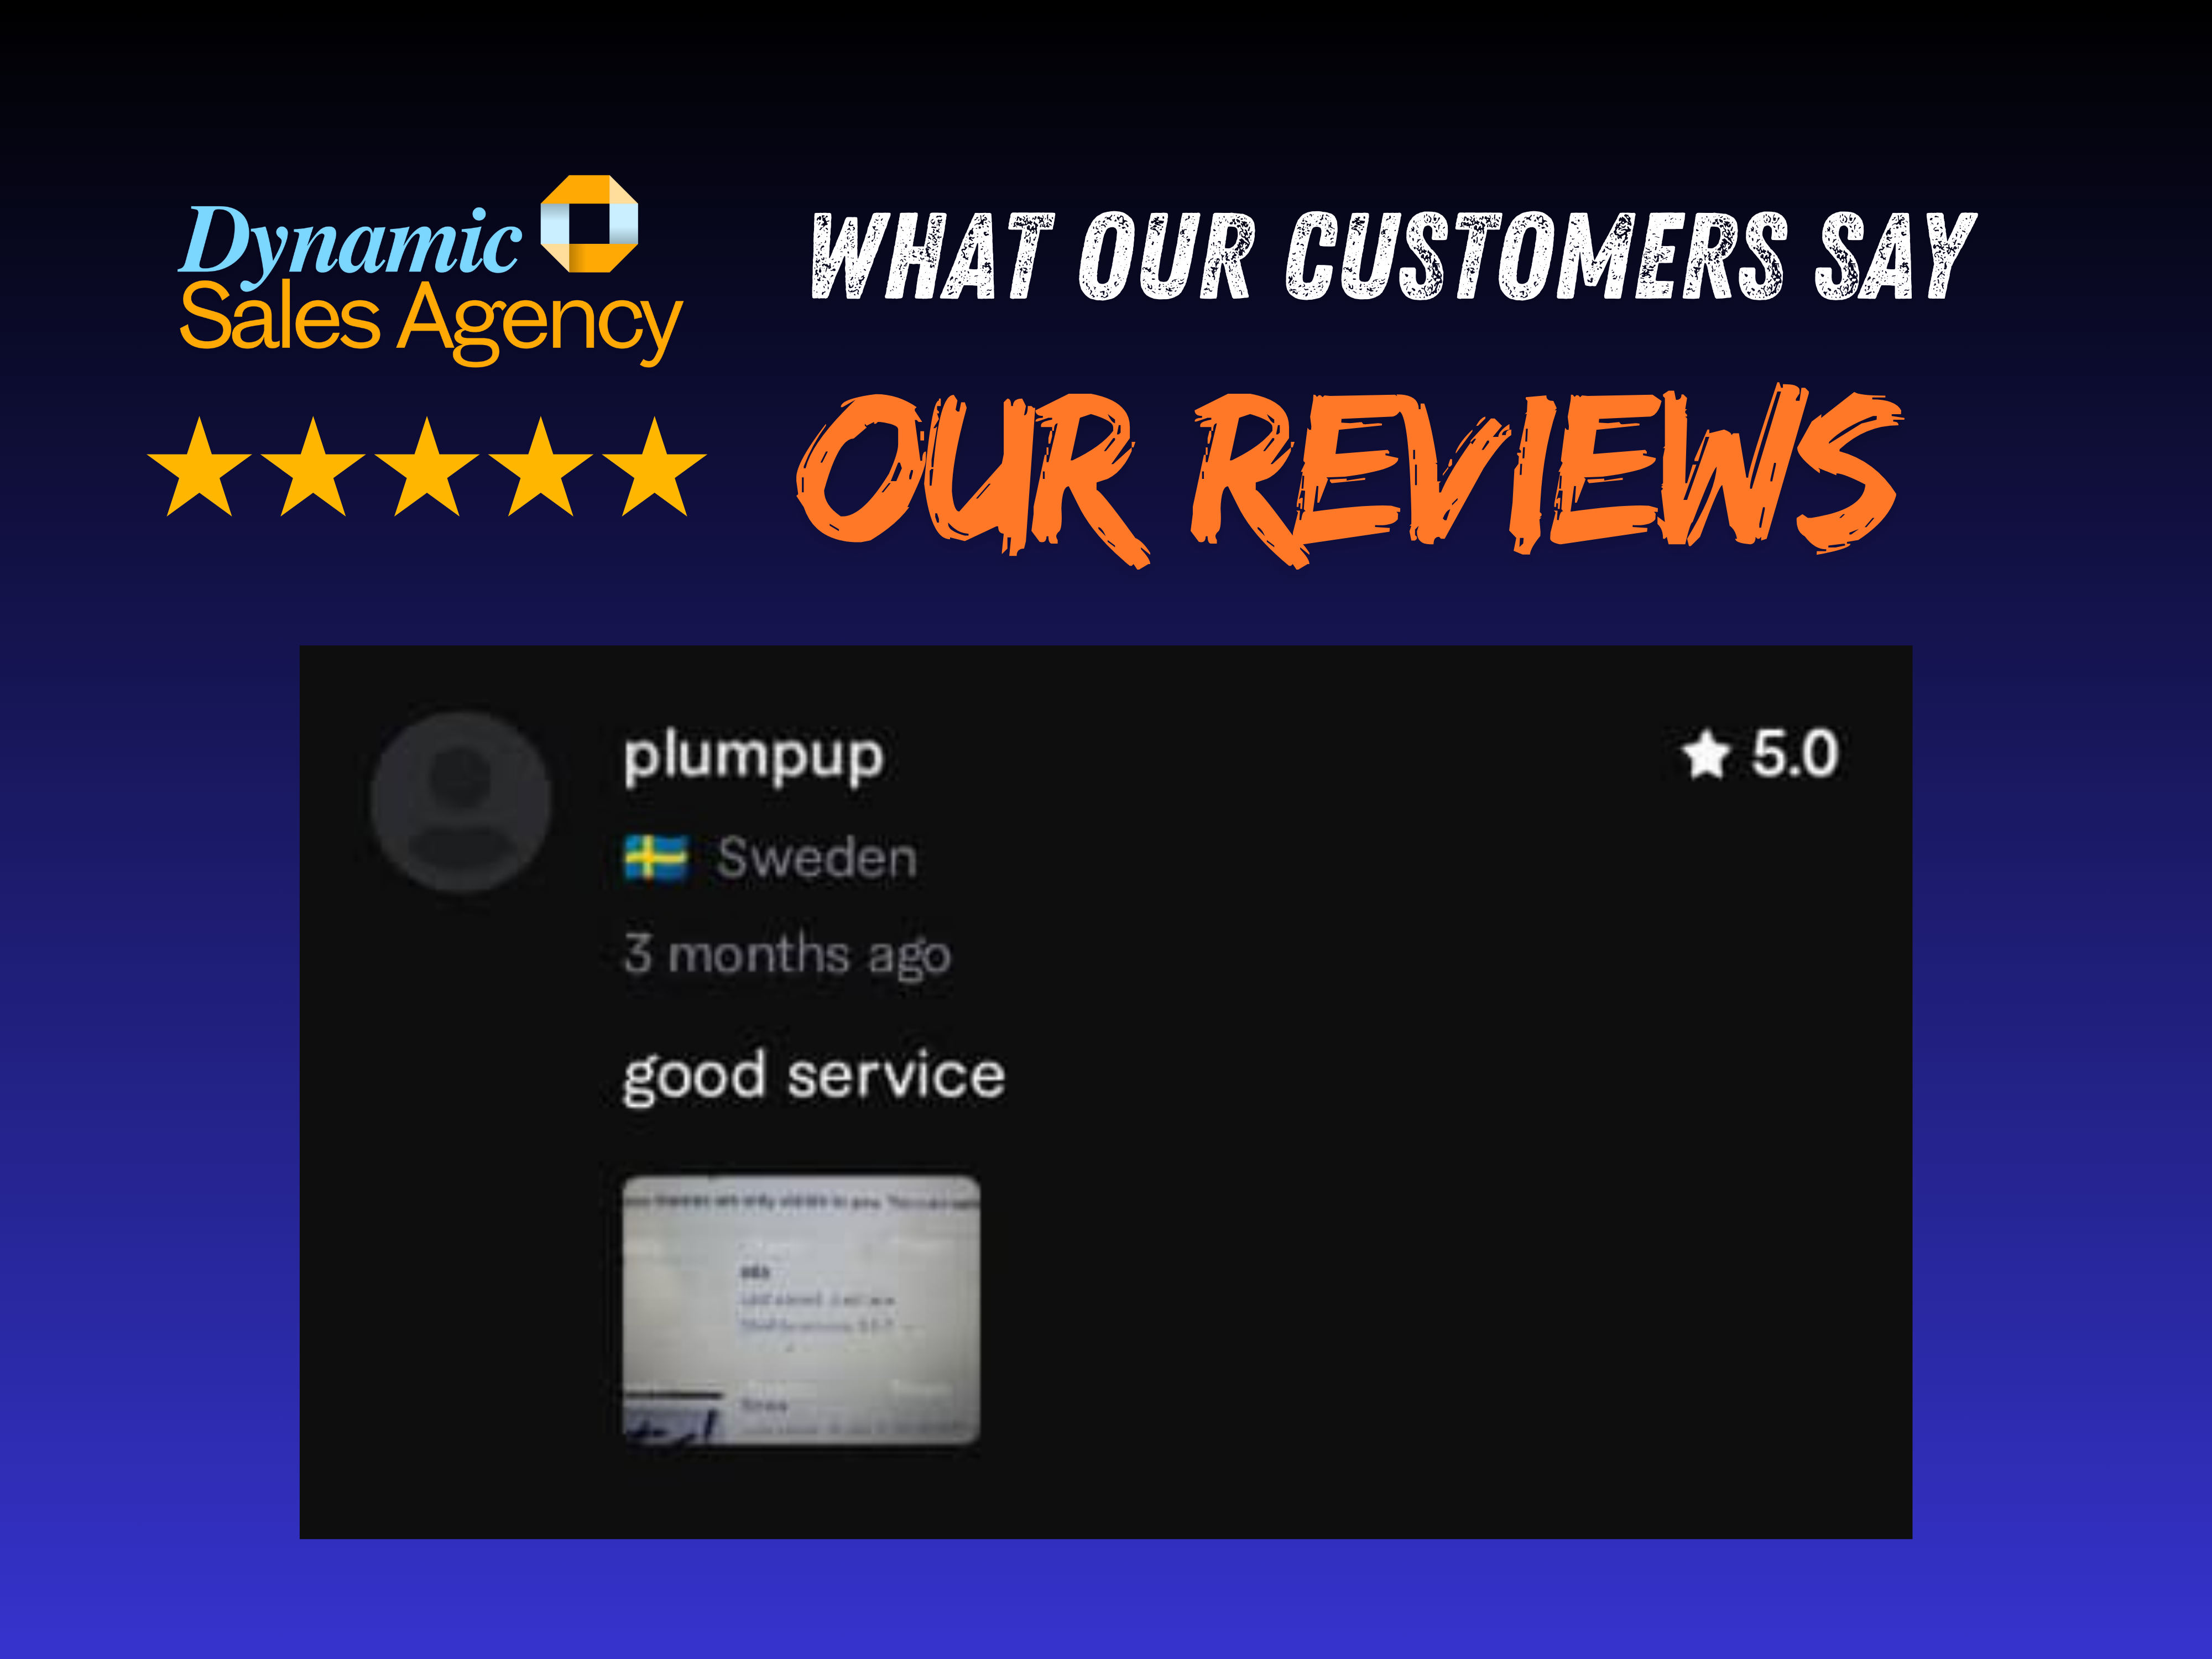 Dynamic
Sales Agency
WHAT OUR CUSTOMERS SAY
OUR REVIEWS
plumpup
5.0
Sweden
3 months ago
good service